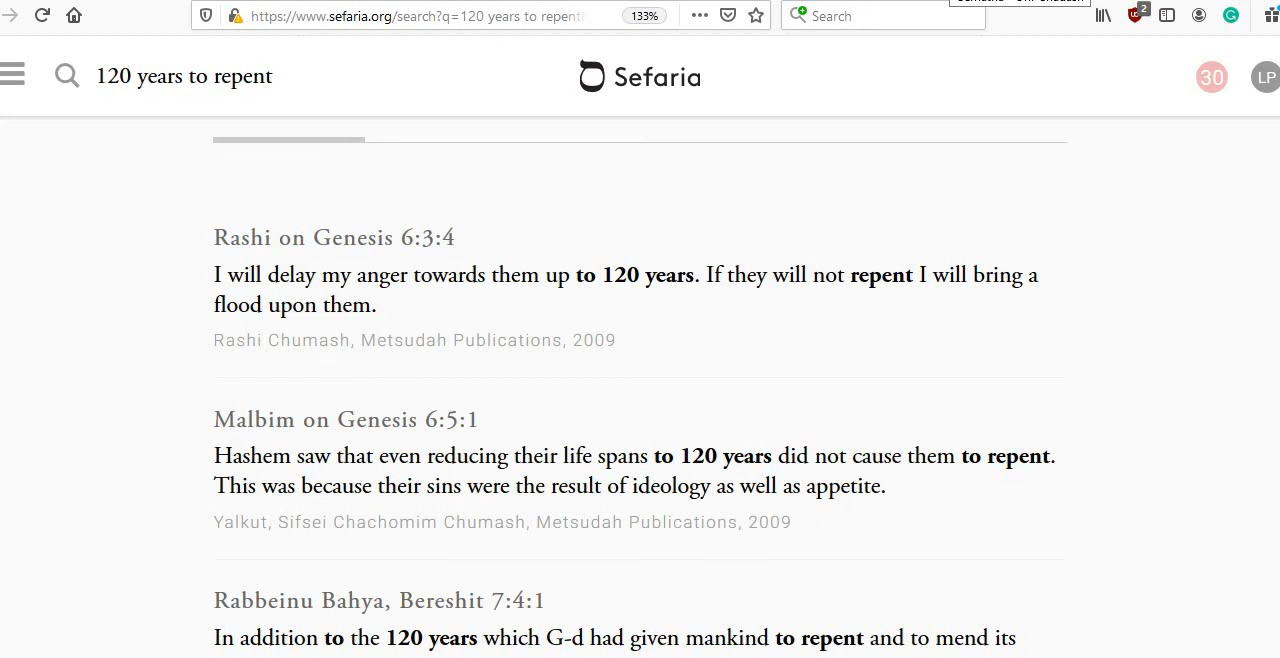 https://www.sefaria.org/search?q=120 years to repent
133%
Search
2
120 years to repent
Sefaria
30
LP
Rashi on Genesis 6:3:4
I will delay my anger towards them up to 120 years. If they will not repent I will bring a
flood upon them.
Rashi Chumash, Metsudah Publications, 2009
Malbim on Genesis 6:5:1
Hashem saw that even reducing their life spans to 120 years did not cause them to repent.
This was because their sins were the result of ideology as well as appetite.
Yalkut, Sifsei Chachomim Chumash, Metsudah Publications, 2009
Rabbeinu Bahya, Bereshit 7:4:1
In addition to the 120 years which G-d had given mankind to repent and to mend its